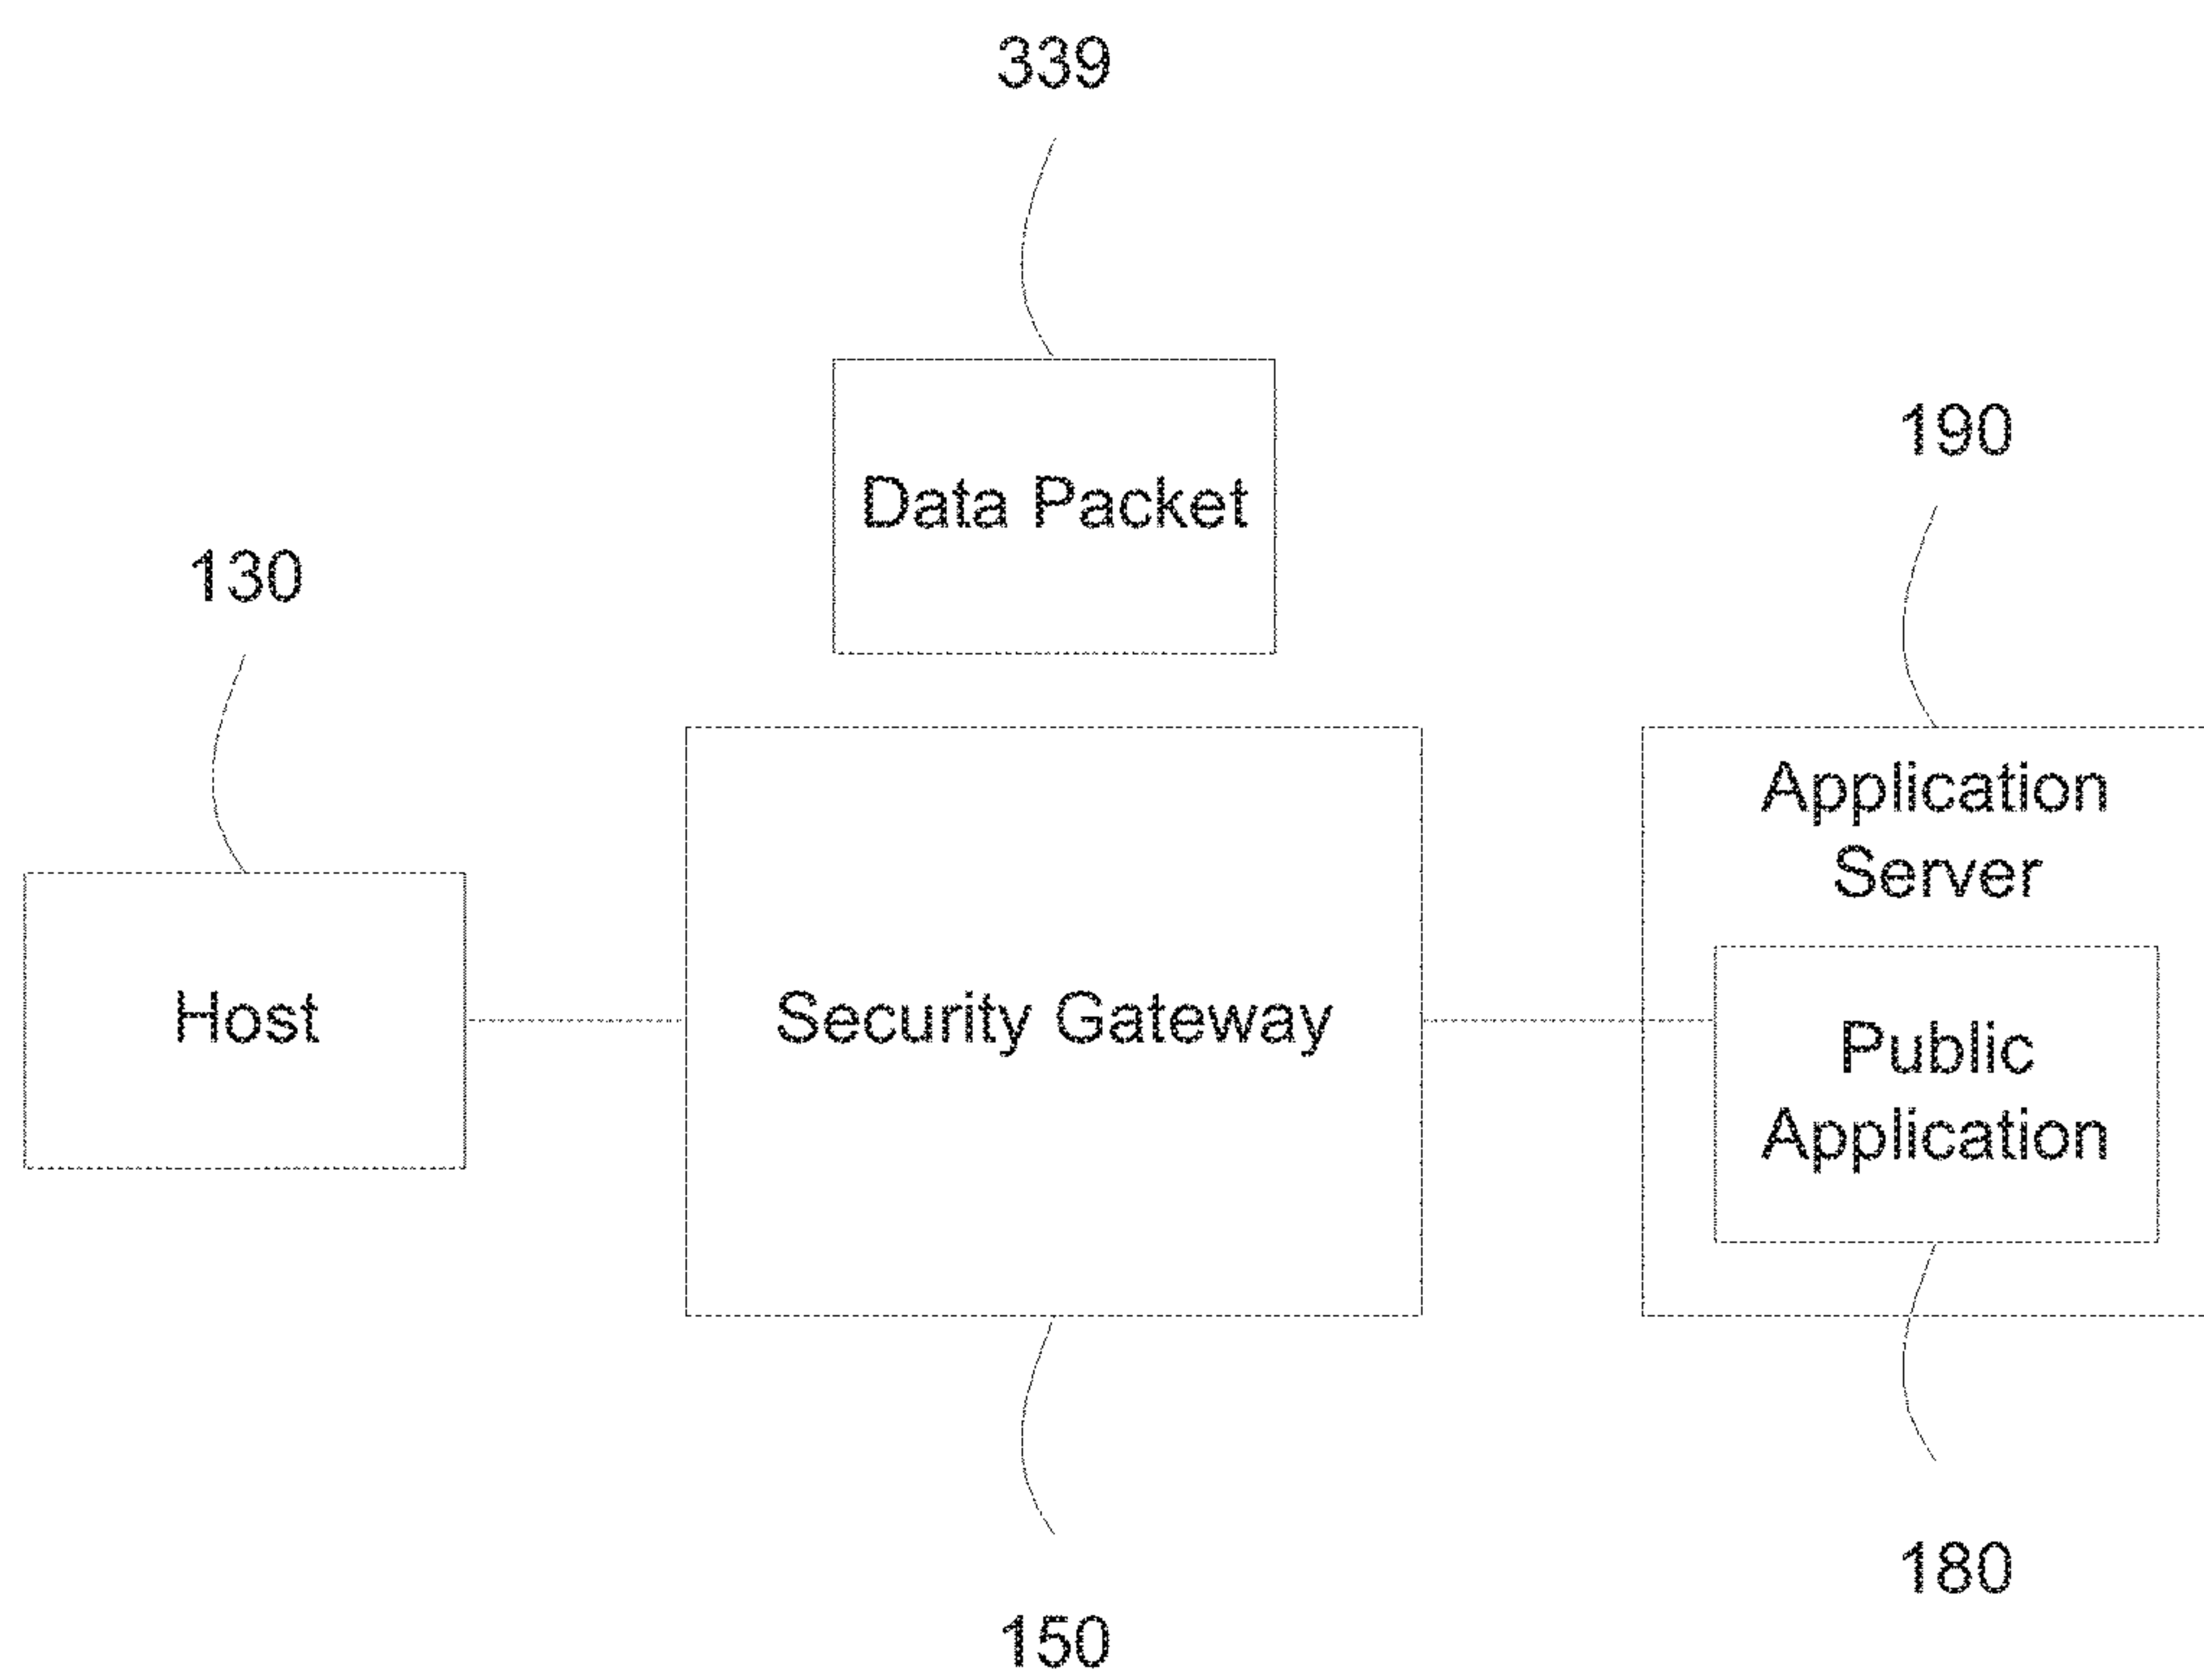 339
Data Packet
190
130
Application
Server
Host
Security Gateway
Public
Application
180
150